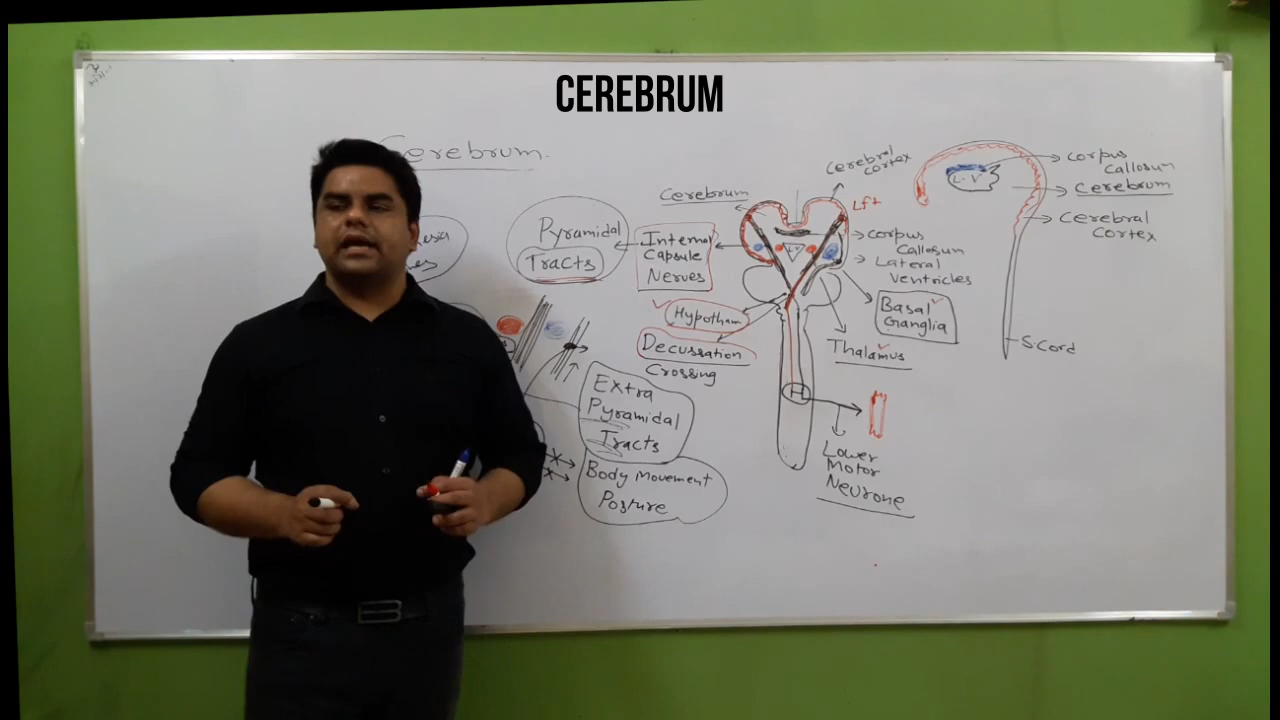 CEREBRUM
Cerebrum.
Pyramidal
Tracts
Internal
Capsule
Nerves
Hypotham
Decussation
Crossing
Extra
Pyramidal
Tracts
Body Movement
Posture
Cerebrum
Cerebral
Cortex
Lft
L.V
Corpus
Callosum
Lateral
Ventricles
Basal
Ganglia
Thalamus
Lower
Motor
Neurone
L.V
Corpus
Callosum
Cerebrum
Cerebral
Cortex
S.Cord